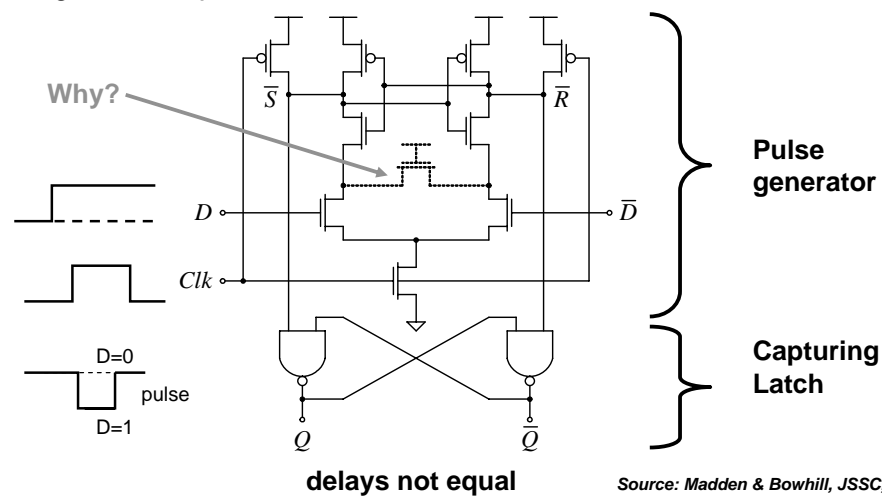 Why?
S̅
R̅
Pulse
generator
D
D̅
Clk
D=0
pulse
D=1
Capturing
Latch
Q
Q̅
delays not equal
Source: Madden & Bowhill, JSSC,